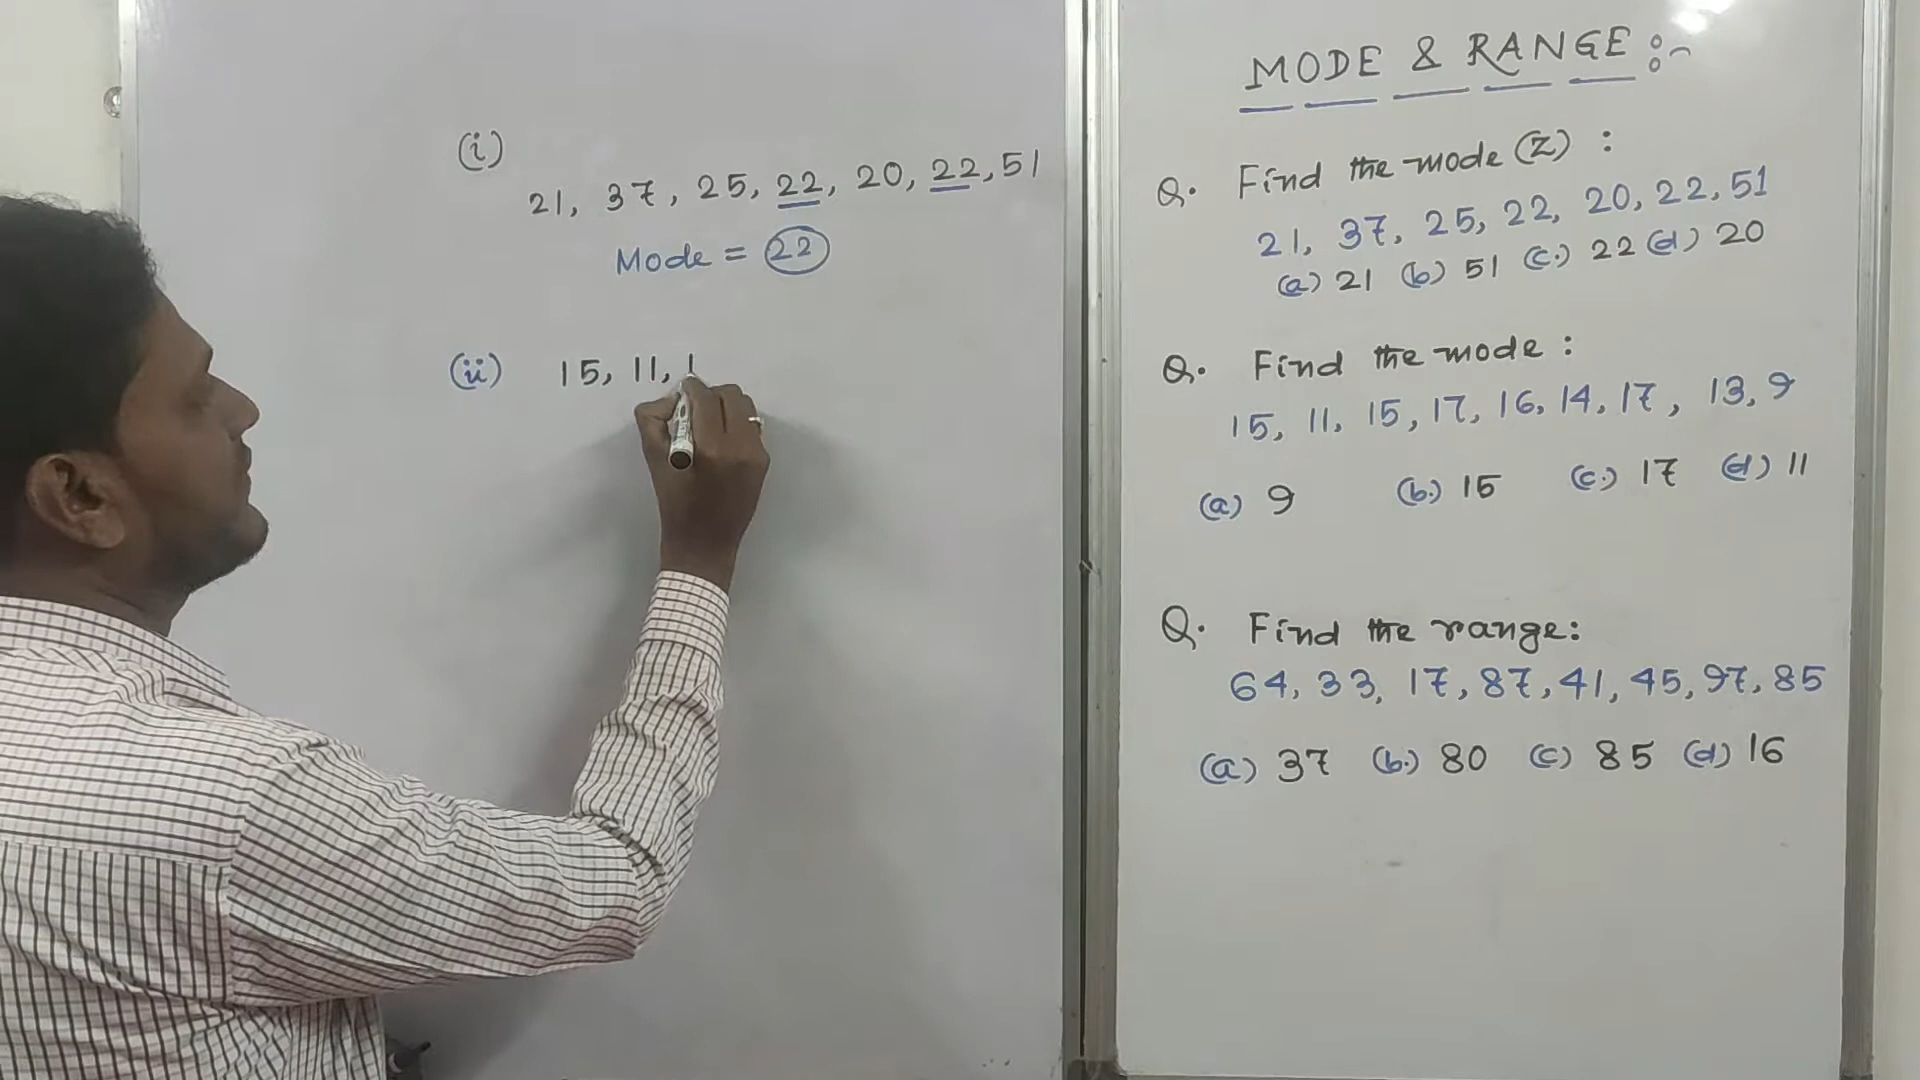 (i)
21, 37, 25, 22, 20, 22, 51
Mode = 22
(ii) 15, 11, 1
MODE & RANGE :~
Q. Find the mode (Z) :
21, 37, 25, 22, 20, 22, 51
(a) 21 (b) 51 (c.) 22 (d) 20
Q. Find the mode :
15, 11, 15, 17, 16, 14, 17, 13, 9
(a) 9 (b.) 15 (c.) 17 (d) 11
Q. Find the range:
64, 33, 17, 87, 41, 45, 97, 85
(a) 37 (b.) 80 (c) 85 (d) 16